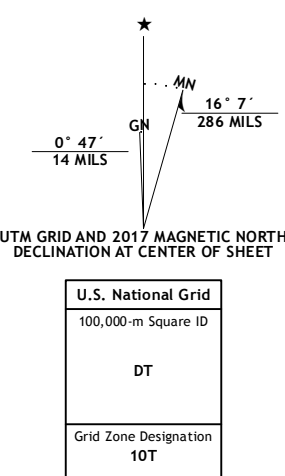 ★
MN
GN
16° 7´
286 MILS
0° 47´
14 MILS
UTM GRID AND 2017 MAGNETIC NORTH
DECLINATION AT CENTER OF SHEET
U.S. National Grid
100,000-m Square ID
DT
Grid Zone Designation
10T